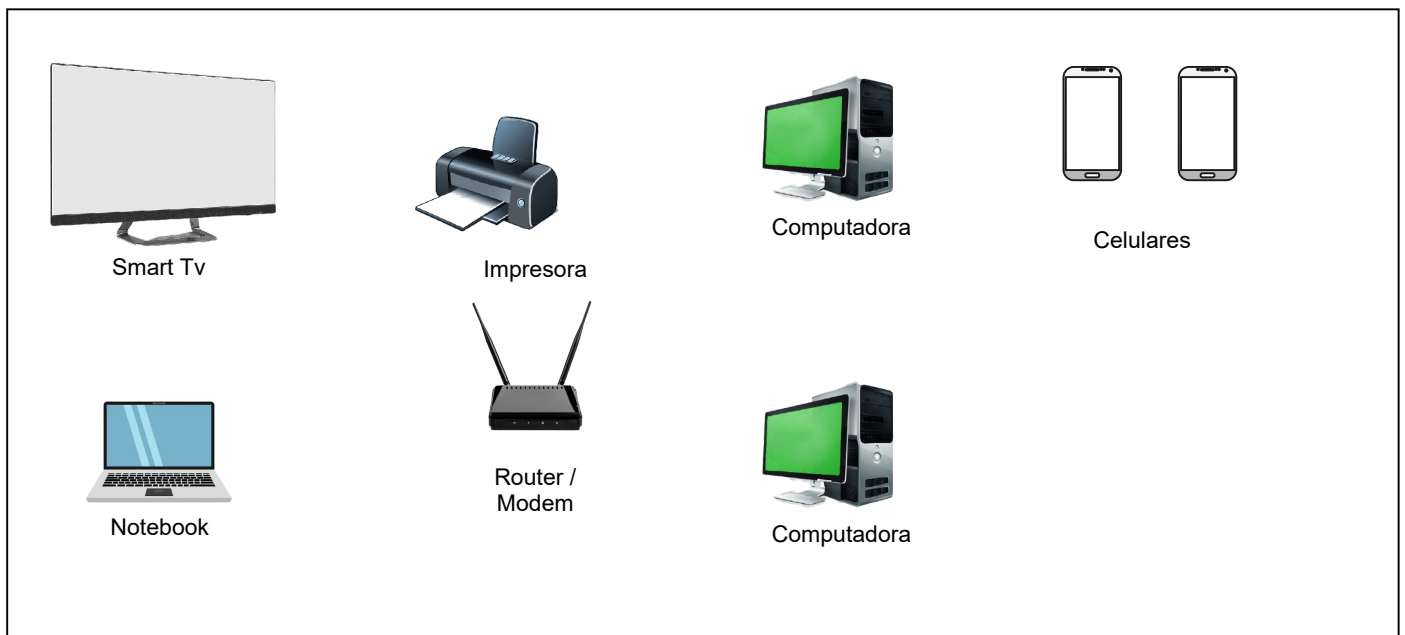 Smart Tv
Impresora
Computadora
Celulares
Notebook
Router /
Modem
Computadora